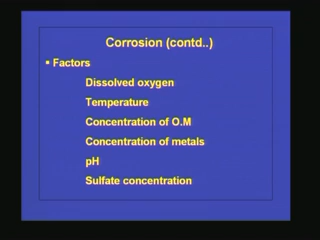 Corrosion (contd..)
▪ Factors
Dissolved oxygen
Temperature
Concentration of O.M
Concentration of metals
pH
Sulfate concentration